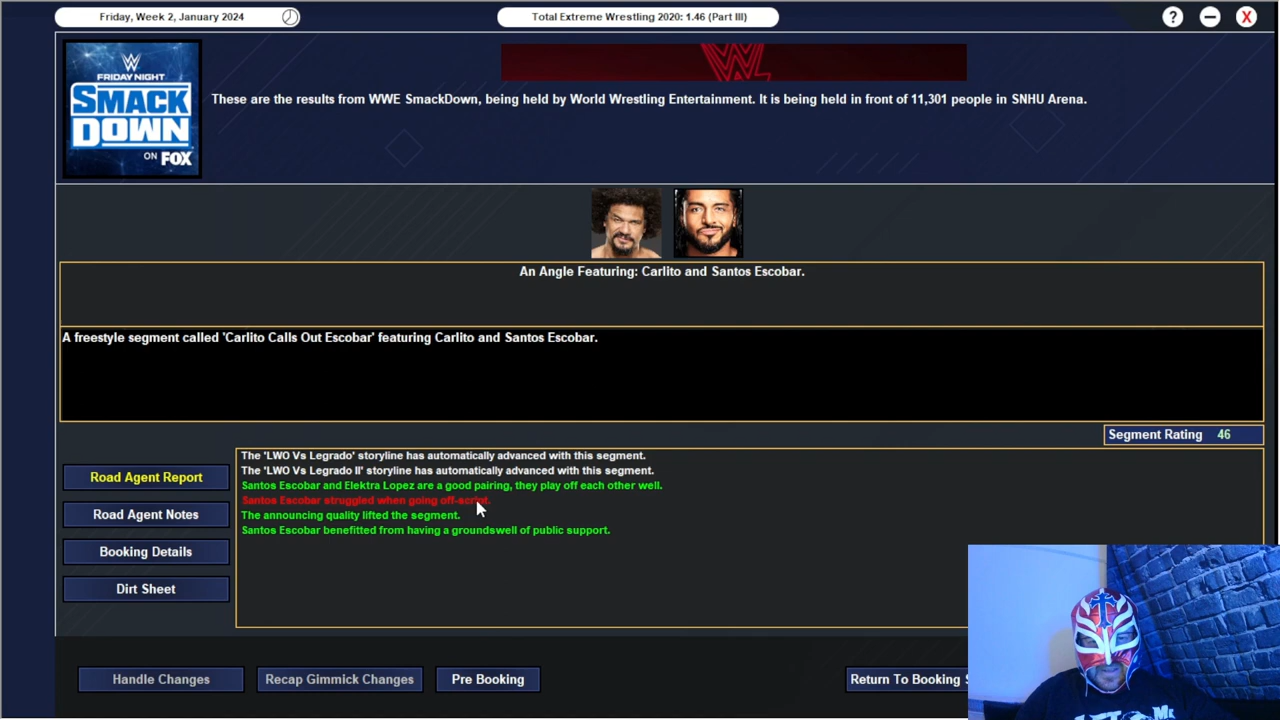 Friday, Week 2, January 2024
Total Extreme Wrestling 2020: 1.46 (Part III)
?
X
FRIDAY NIGHT
SMACK
DOWN
ON FOX
These are the results from WWE SmackDown, being held by World Wrestling Entertainment. It is being held in front of 11,301 people in SNHU Arena.
An Angle Featuring: Carlito and Santos Escobar.
A freestyle segment called 'Carlito Calls Out Escobar' featuring Carlito and Santos Escobar.
Segment Rating 46
Road Agent Report
Road Agent Notes
Booking Details
Dirt Sheet
The 'LWO Vs Legrado' storyline has automatically advanced with this segment.
The 'LWO Vs Legrado II' storyline has automatically advanced with this segment.
Santos Escobar and Elektra Lopez are a good pairing, they play off each other well.
Santos Escobar struggled when going off-script.
The announcing quality lifted the segment.
Santos Escobar benefitted from having a groundswell of public support.
Handle Changes
Recap Gimmick Changes
Pre Booking
Return To Booking S